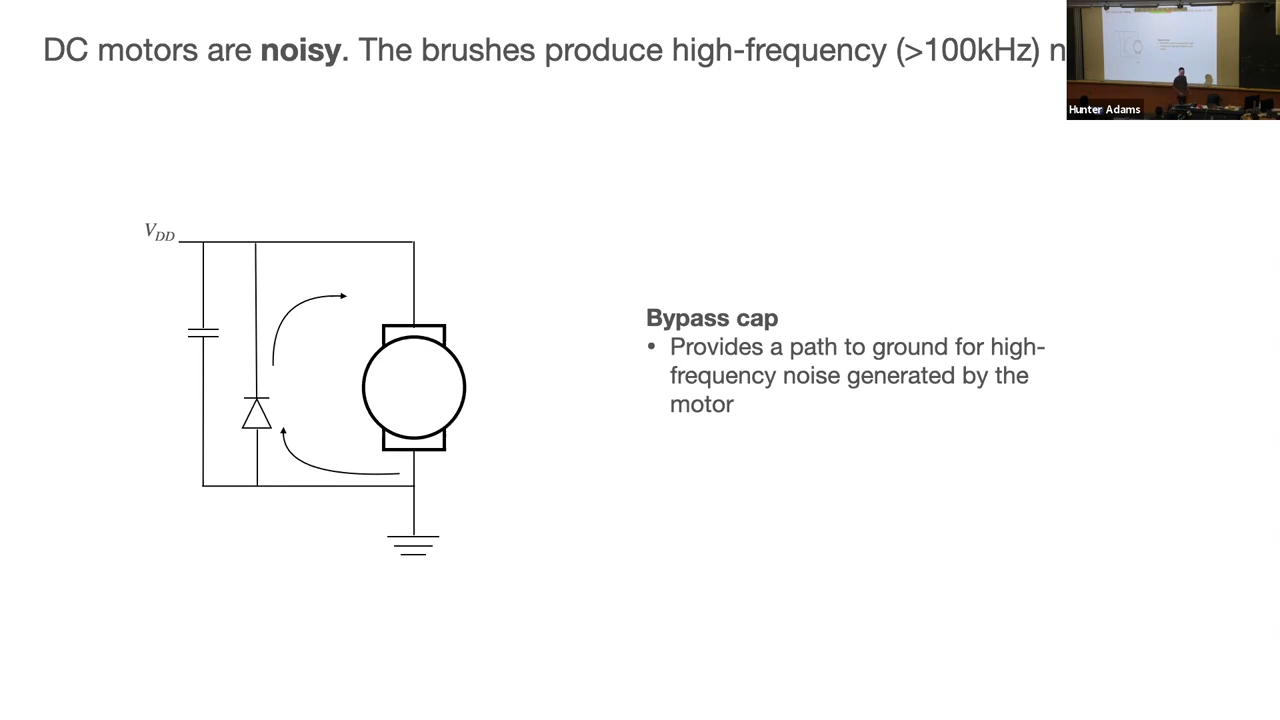 DC motors are noisy. The brushes produce high-frequency (>100kHz)
Hunter Adams
VDD
Bypass cap
• Provides a path to ground for high-
frequency noise generated by the
motor